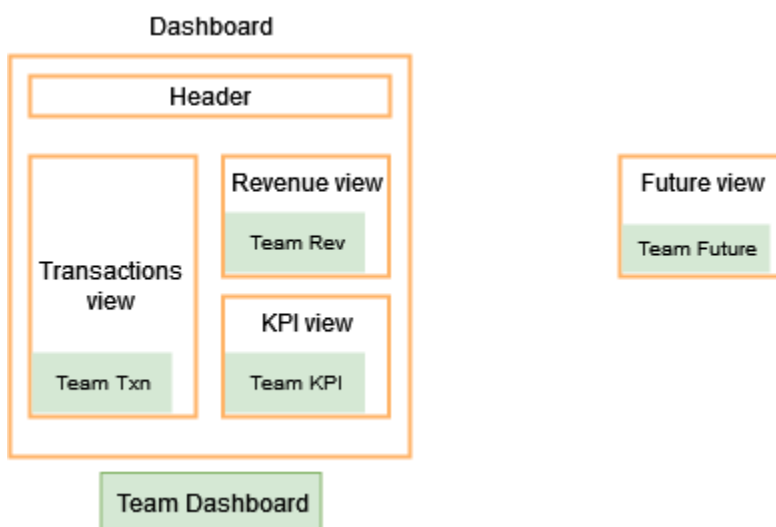 Dashboard
Header
Transactions
view
Team Txn
Revenue view
Team Rev
KPI view
Team KPI
Team Dashboard
Future view
Team Future